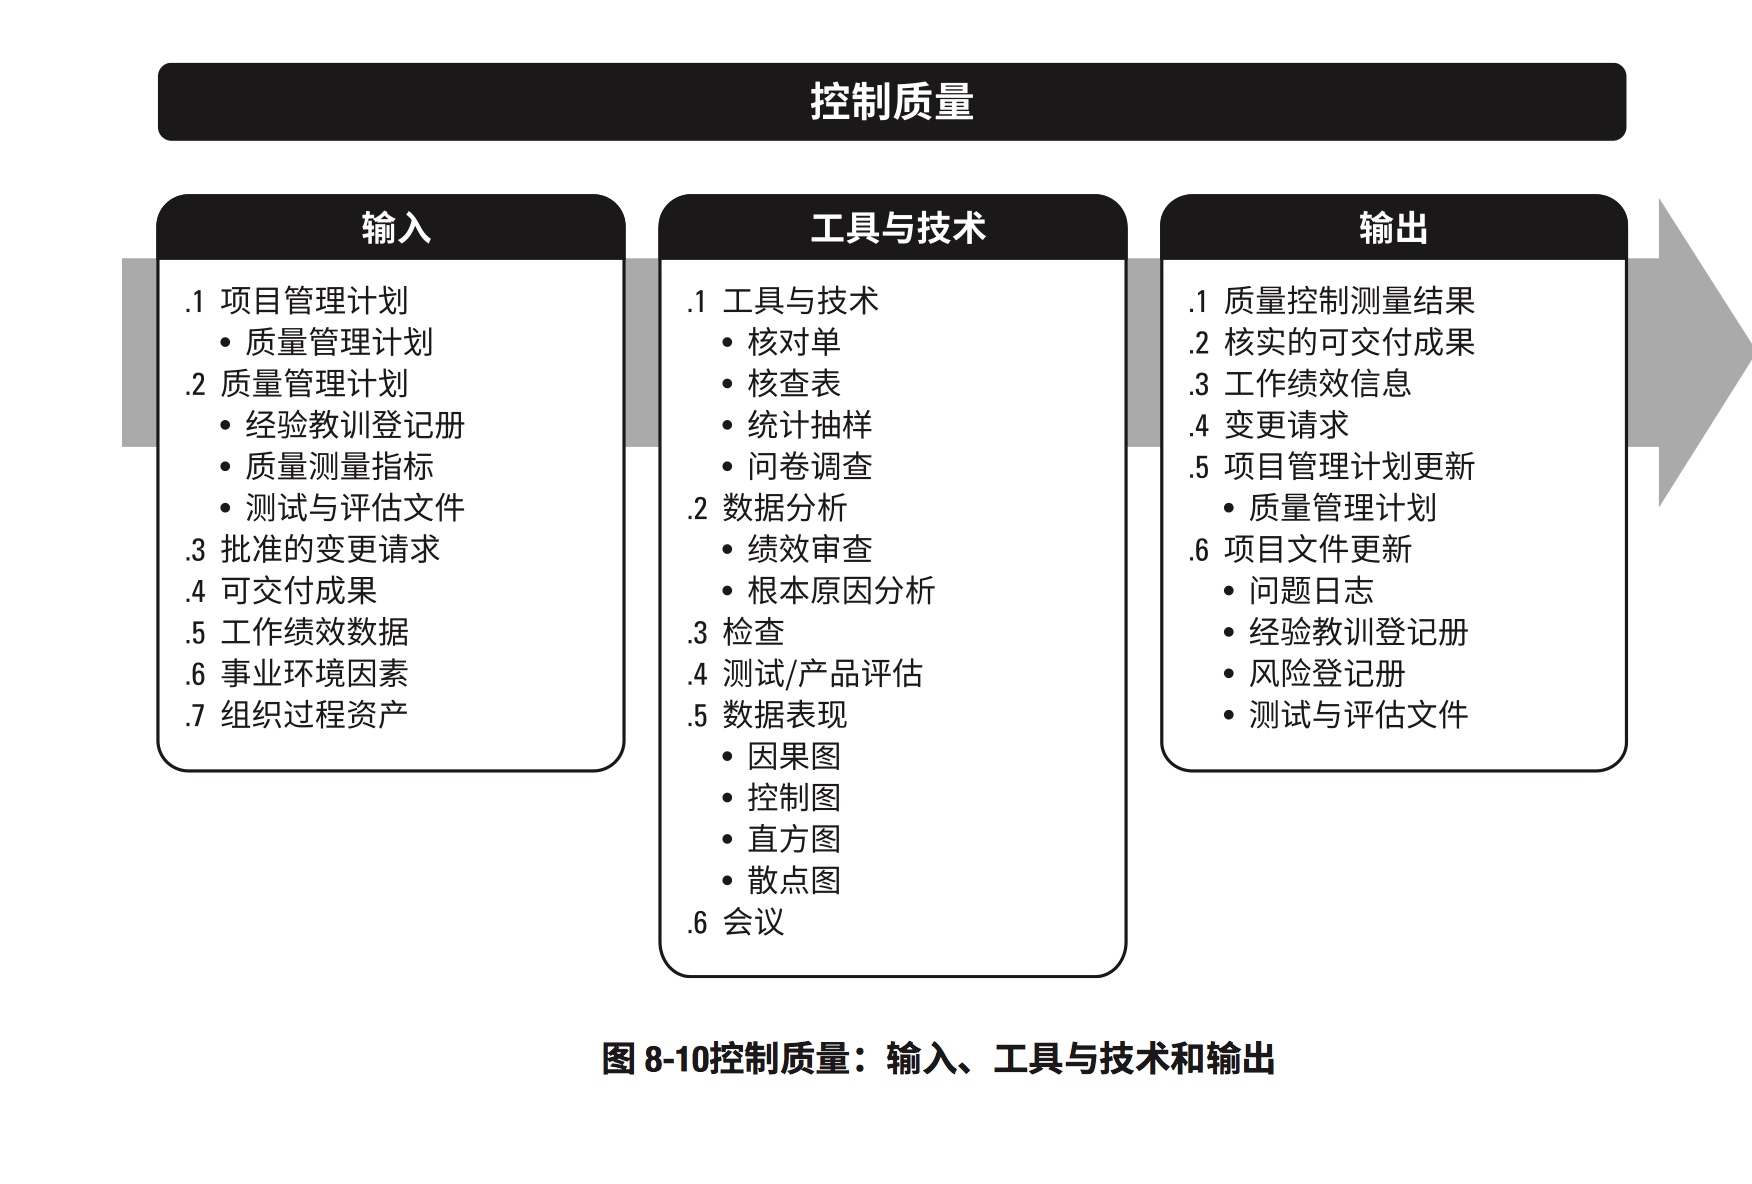 控制质量
输入
.1 项目管理计划
• 质量管理计划
.2 质量管理计划
• 经验教训登记册
• 质量测量指标
• 测试与评估文件
.3 批准的变更请求
.4 可交付成果
.5 工作绩效数据
.6 事业环境因素
.7 组织过程资产
工具与技术
.1 工具与技术
• 核对单
• 核查表
• 统计抽样
• 问卷调查
.2 数据分析
• 绩效审查
• 根本原因分析
.3 检查
.4 测试/产品评估
.5 数据表现
• 因果图
• 控制图
• 直方图
• 散点图
.6 会议
输出
.1 质量控制测量结果
.2 核实的可交付成果
.3 工作绩效信息
.4 变更请求
.5 项目管理计划更新
• 质量管理计划
.6 项目文件更新
• 问题日志
• 经验教训登记册
• 风险登记册
• 测试与评估文件
图 8-10控制质量：输入、工具与技术和输出